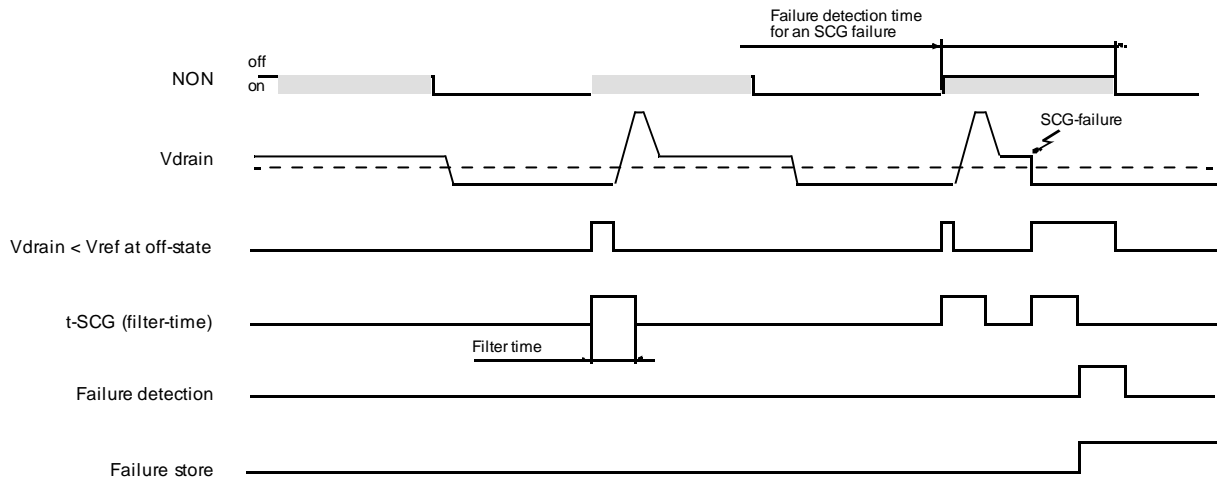 Failure detection time
for an SCG failure
off
NON
on
SCG-failure
Vdrain
Vdrain < Vref at off-state
t-SCG (filter-time)
Filter time
Failure detection
Failure store